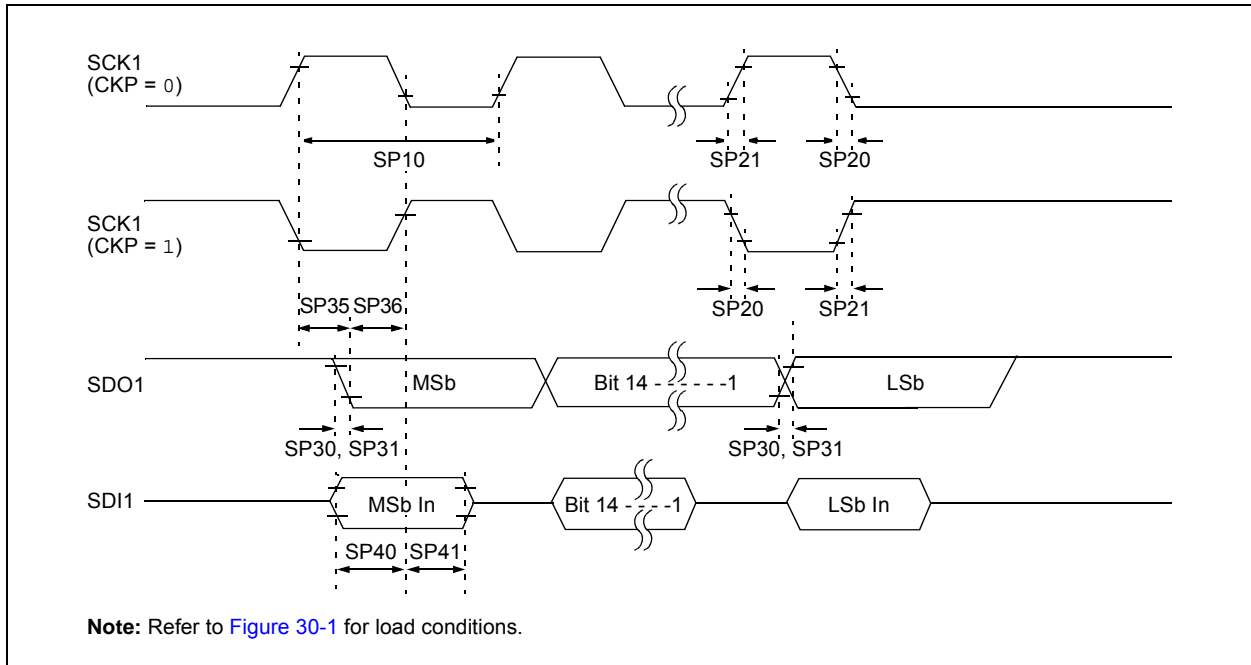 SCK1
(CKP = 0)
SP10
SP21
SP20
SCK1
(CKP = 1)
SP35
SP36
SP20
SP21
SDO1
MSb
Bit 14 - - - - - -1
LSb
SP30, SP31
SP30, SP31
SDI1
MSb In
Bit 14 - - - -1
LSb In
SP40
SP41
Note: Refer to Figure 30-1 for load conditions.